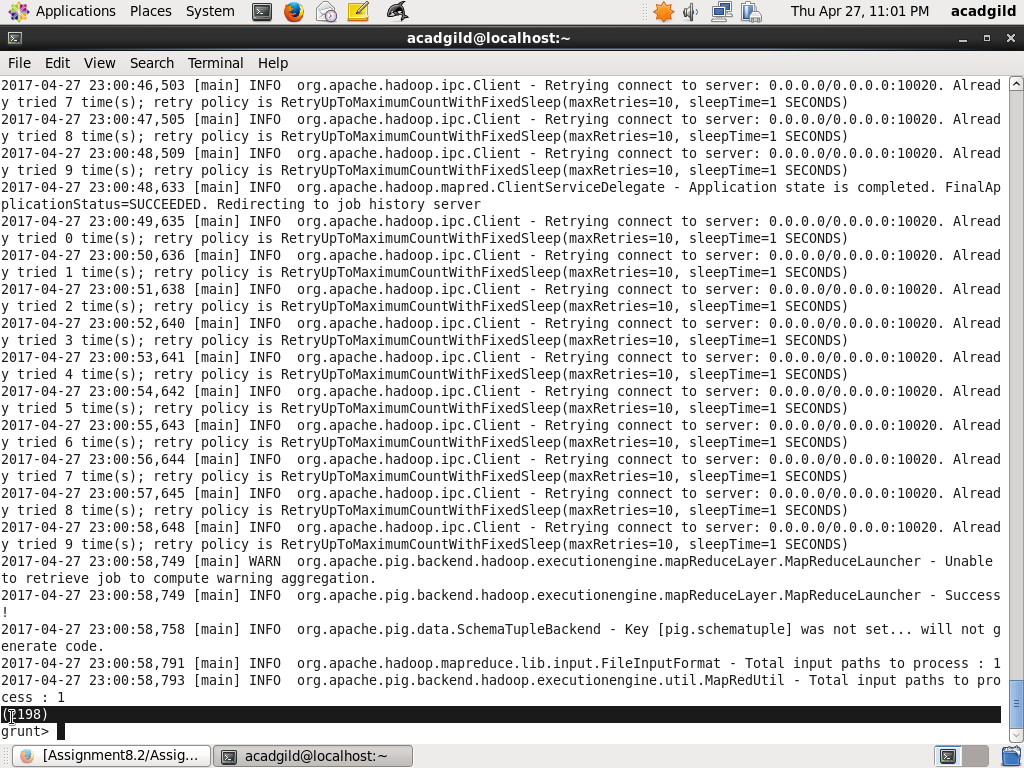 Applications Places System Thu Apr 27, 11:01 PM acadgild
acadgild@localhost:~
File Edit View Search Terminal Help
2017-04-27 23:00:46,503 [main] INFO  org.apache.hadoop.ipc.Client - Retrying connect to server: 0.0.0.0/0.0.0.0:10020. Alread
y tried 7 time(s); retry policy is RetryUpToMaximumCountWithFixedSleep(maxRetries=10, sleepTime=1 SECONDS)
2017-04-27 23:00:47,505 [main] INFO  org.apache.hadoop.ipc.Client - Retrying connect to server: 0.0.0.0/0.0.0.0:10020. Alread
y tried 8 time(s); retry policy is RetryUpToMaximumCountWithFixedSleep(maxRetries=10, sleepTime=1 SECONDS)
2017-04-27 23:00:48,509 [main] INFO  org.apache.hadoop.ipc.Client - Retrying connect to server: 0.0.0.0/0.0.0.0:10020. Alread
y tried 9 time(s); retry policy is RetryUpToMaximumCountWithFixedSleep(maxRetries=10, sleepTime=1 SECONDS)
2017-04-27 23:00:48,633 [main] INFO  org.apache.hadoop.mapred.ClientServiceDelegate - Application state is completed. FinalAp
plicationStatus=SUCCEEDED. Redirecting to job history server
2017-04-27 23:00:49,635 [main] INFO  org.apache.hadoop.ipc.Client - Retrying connect to server: 0.0.0.0/0.0.0.0:10020. Alread
y tried 0 time(s); retry policy is RetryUpToMaximumCountWithFixedSleep(maxRetries=10, sleepTime=1 SECONDS)
2017-04-27 23:00:50,636 [main] INFO  org.apache.hadoop.ipc.Client - Retrying connect to server: 0.0.0.0/0.0.0.0:10020. Alread
y tried 1 time(s); retry policy is RetryUpToMaximumCountWithFixedSleep(maxRetries=10, sleepTime=1 SECONDS)
2017-04-27 23:00:51,638 [main] INFO  org.apache.hadoop.ipc.Client - Retrying connect to server: 0.0.0.0/0.0.0.0:10020. Alread
y tried 2 time(s); retry policy is RetryUpToMaximumCountWithFixedSleep(maxRetries=10, sleepTime=1 SECONDS)
2017-04-27 23:00:52,640 [main] INFO  org.apache.hadoop.ipc.Client - Retrying connect to server: 0.0.0.0/0.0.0.0:10020. Alread
y tried 3 time(s); retry policy is RetryUpToMaximumCountWithFixedSleep(maxRetries=10, sleepTime=1 SECONDS)
2017-04-27 23:00:53,641 [main] INFO  org.apache.hadoop.ipc.Client - Retrying connect to server: 0.0.0.0/0.0.0.0:10020. Alread
y tried 4 time(s); retry policy is RetryUpToMaximumCountWithFixedSleep(maxRetries=10, sleepTime=1 SECONDS)
2017-04-27 23:00:54,642 [main] INFO  org.apache.hadoop.ipc.Client - Retrying connect to server: 0.0.0.0/0.0.0.0:10020. Alread
y tried 5 time(s); retry policy is RetryUpToMaximumCountWithFixedSleep(maxRetries=10, sleepTime=1 SECONDS)
2017-04-27 23:00:55,643 [main] INFO  org.apache.hadoop.ipc.Client - Retrying connect to server: 0.0.0.0/0.0.0.0:10020. Alread
y tried 6 time(s); retry policy is RetryUpToMaximumCountWithFixedSleep(maxRetries=10, sleepTime=1 SECONDS)
2017-04-27 23:00:56,644 [main] INFO  org.apache.hadoop.ipc.Client - Retrying connect to server: 0.0.0.0/0.0.0.0:10020. Alread
y tried 7 time(s); retry policy is RetryUpToMaximumCountWithFixedSleep(maxRetries=10, sleepTime=1 SECONDS)
2017-04-27 23:00:57,645 [main] INFO  org.apache.hadoop.ipc.Client - Retrying connect to server: 0.0.0.0/0.0.0.0:10020. Alread
y tried 8 time(s); retry policy is RetryUpToMaximumCountWithFixedSleep(maxRetries=10, sleepTime=1 SECONDS)
2017-04-27 23:00:58,648 [main] INFO  org.apache.hadoop.ipc.Client - Retrying connect to server: 0.0.0.0/0.0.0.0:10020. Alread
y tried 9 time(s); retry policy is RetryUpToMaximumCountWithFixedSleep(maxRetries=10, sleepTime=1 SECONDS)
2017-04-27 23:00:58,749 [main] WARN  org.apache.pig.backend.hadoop.executionengine.mapReduceLayer.MapReduceLauncher - Unable
to retrieve job to compute warning aggregation.
2017-04-27 23:00:58,749 [main] INFO  org.apache.pig.backend.hadoop.executionengine.mapReduceLayer.MapReduceLauncher - Success
!
2017-04-27 23:00:58,758 [main] INFO  org.apache.pig.data.SchemaTupleBackend - Key [pig.schematuple] was not set... will not g
enerate code.
2017-04-27 23:00:58,791 [main] INFO  org.apache.hadoop.mapreduce.lib.input.FileInputFormat - Total input paths to process : 1
2017-04-27 23:00:58,793 [main] INFO  org.apache.pig.backend.hadoop.executionengine.util.MapRedUtil - Total input paths to pro
cess : 1
grunt>
[Assignment8.2/Assig... acadgild@localhost:~